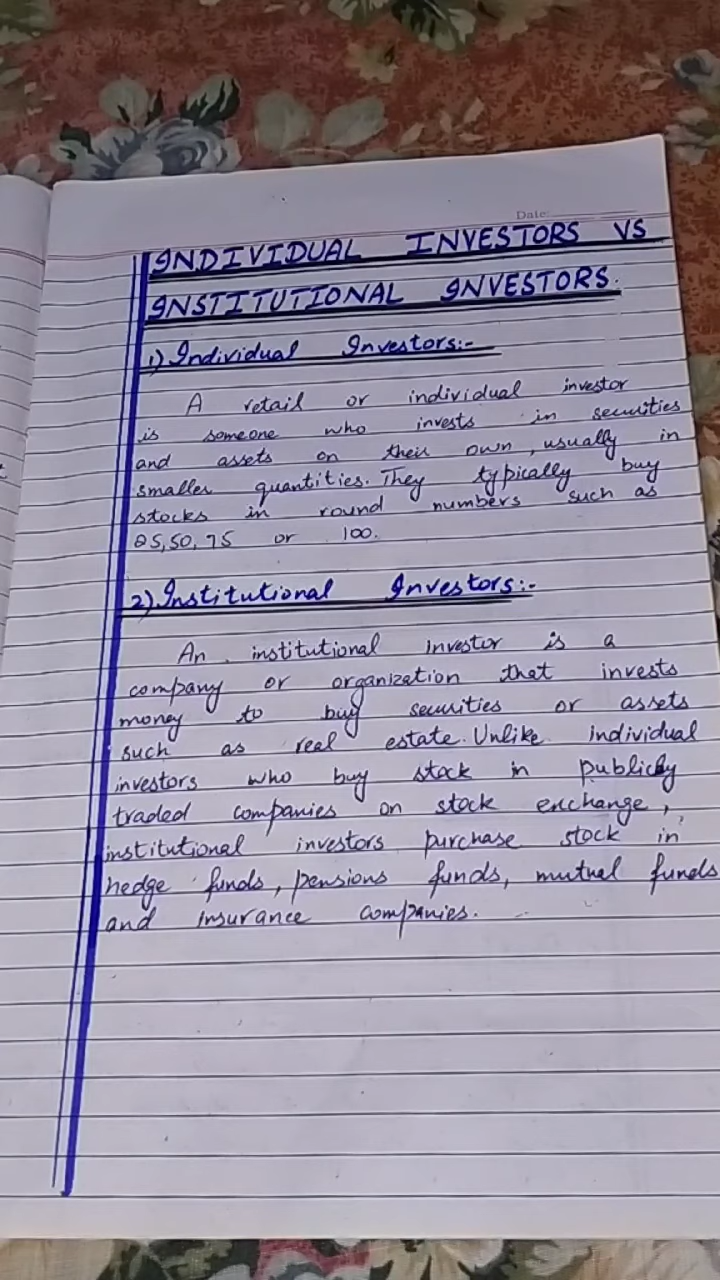 Date:
INDIVIDUAL INVESTORS VS
INSTITUTIONAL INVESTORS.
1) Individual Investors:-
A retail or individual investor
is someone who invests in securities
and assets on their own, usually in
smaller quantities. They typically buy
stocks in round numbers such as
25, 50, 75 or 100.
2) Institutional Investors:-
An institutional investor is a
company or organization that invests
money to buy securities or assets
such as real estate. Unlike individual
investors who buy stock in publicly
traded companies on stock exchange,
institutional investors purchase stock in
hedge funds, pensions funds, mutual funds
and insurance companies.